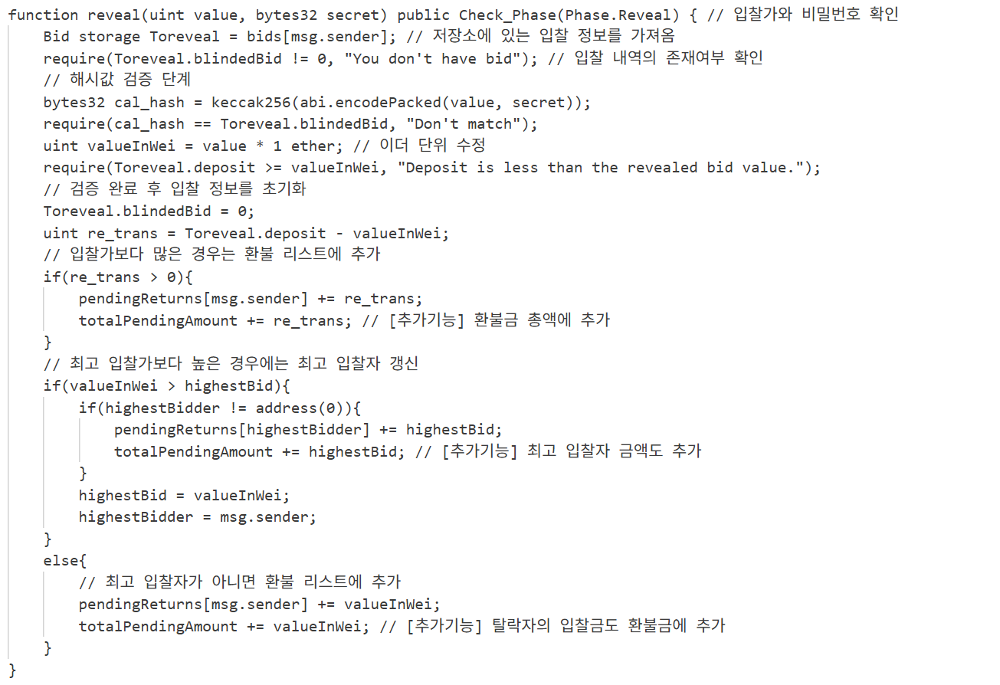 function reveal(uint value, bytes32 secret) public Check_Phase(Phase.Reveal) { // 입찰가와 비밀번호 확인
    Bid storage Toreveal = bids[msg.sender]; // 저장소에 있는 입찰 정보를 가져옴
    require(Toreveal.blindedBid != 0, "You don't have bid"); // 입찰 내역의 존재여부 확인
    // 해시값 검증 단계
    bytes32 cal_hash = keccak256(abi.encodePacked(value, secret));
    require(cal_hash == Toreveal.blindedBid, "Don't match");
    uint valueInWei = value * 1 ether; // 이더 단위 수정
    require(Toreveal.deposit >= valueInWei, "Deposit is less than the revealed bid value.");
    // 검증 완료 후 입찰 정보를 초기화
    Toreveal.blindedBid = 0;
    uint re_trans = Toreveal.deposit - valueInWei;
    // 입찰가보다 많은 경우는 환불 리스트에 추가
    if(re_trans > 0){
        pendingReturns[msg.sender] += re_trans;
        totalPendingAmount += re_trans; // [추가기능] 환불금 총액에 추가
    }
    // 최고 입찰가보다 높은 경우에는 최고 입찰자 갱신
    if(valueInWei > highestBid){
        if(highestBidder != address(0)){
            pendingReturns[highestBidder] += highestBid;
            totalPendingAmount += highestBid; // [추가기능] 최고 입찰자 금액도 추가
        }
        highestBid = valueInWei;
        highestBidder = msg.sender;
    }
    else{
        // 최고 입찰자가 아니면 환불 리스트에 추가
        pendingReturns[msg.sender] += valueInWei;
        totalPendingAmount += valueInWei; // [추가기능] 탈락자의 입찰금도 환불금에 추가
    }
}